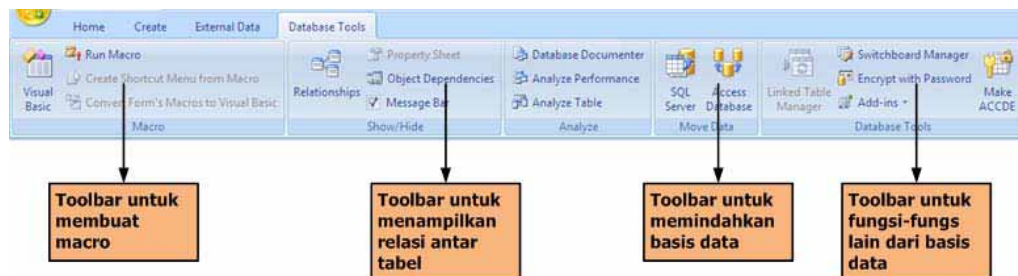 Home Create External Data Database Tools
Run Macro
Create Shortcut Menu from Macro
Convert Form's Macros to Visual Basic
Visual
Basic
Macro
Relationships
Property Sheet
Object Dependencies
Message Bar
Show/Hide
Database Documenter
Analyze Performance
Analyze Table
Analyze
SQL
Server
Access
Database
Move Data
Linked Table
Manager
Switchboard Manager
Encrypt with Password
Add-ins
Make
ACCDE
Database Tools
Toolbar untuk
membuat
macro
Toolbar untuk
menampilkan
relasi antar
tabel
Toolbar untuk
memindahkan
basis data
Toolbar untuk
fungsi-fungs
lain dari basis
data